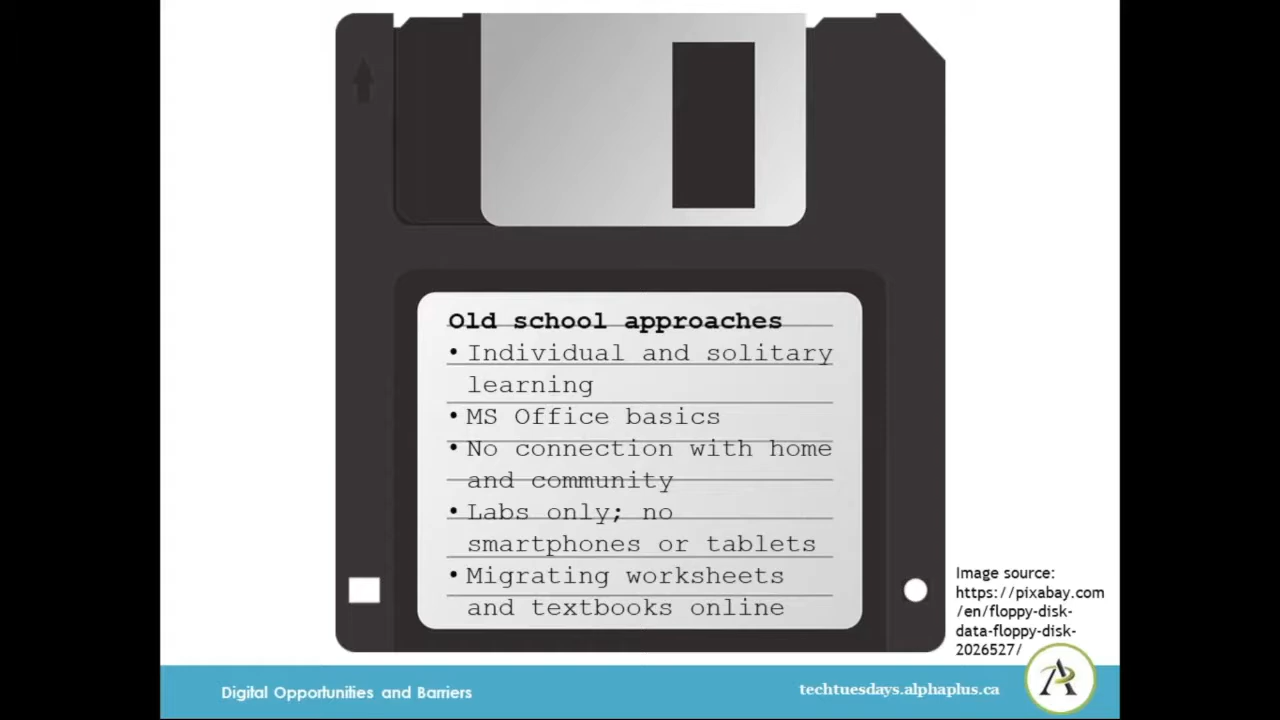 Old school approaches
• Individual and solitary
learning
• MS Office basics
• No connection with home
and community
• Labs only; no
smartphones or tablets
• Migrating worksheets
and textbooks online
Image source:
https://pixabay.com
/en/floppy-disk-
data-floppy-disk-
2026527/
Digital Opportunities and Barriers
techtuesdays.alphaplus.ca